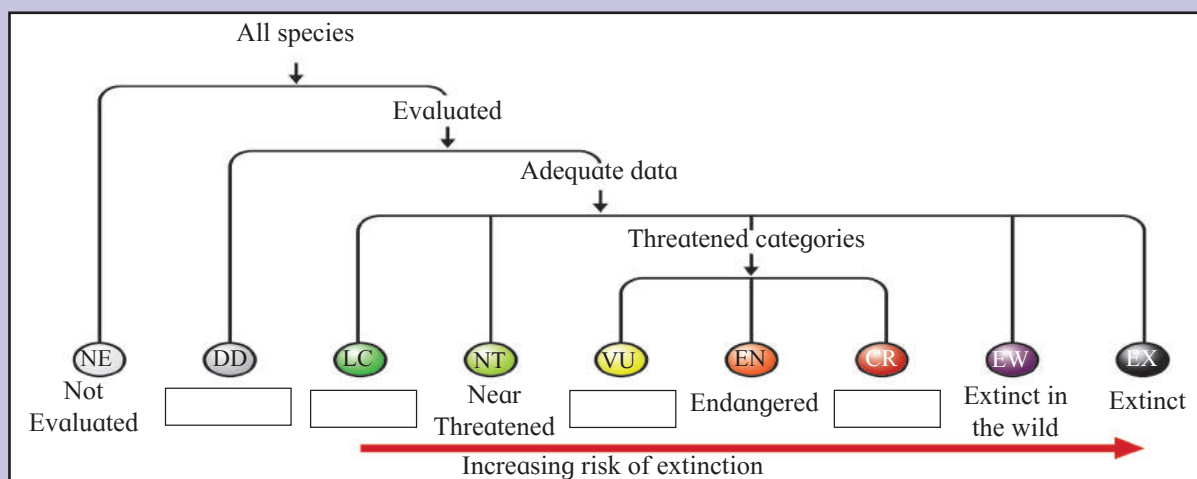 All species
Evaluated
Adequate data
Threatened categories
NE
DD
LC
NT
VU
EN
CR
EW
EX
Not
Evaluated
Near
Threatened
Endangered
Extinct in
the wild
Extinct
Increasing risk of extinction